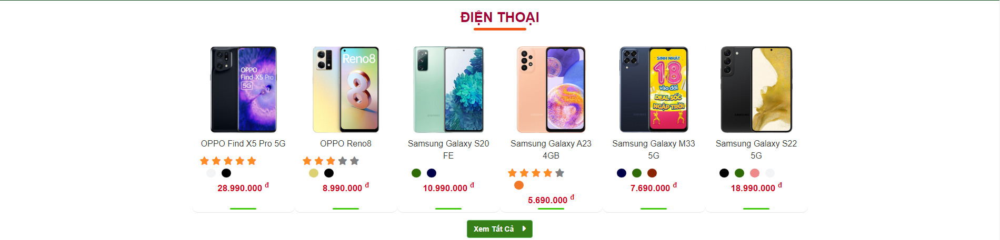 ĐIỆN THOẠI
OPPO
Find X5 Pro
5G
Reno8
8
SAMSUNG
SINH NHẬT
18
Vào đời
DEAL SỐC
NGẬP TRỜI
SAMSUNG
OPPO Find X5 Pro 5G
OPPO Reno8
Samsung Galaxy S20
FE
Samsung Galaxy A23
4GB
Samsung Galaxy M33
5G
Samsung Galaxy S22
5G
28.990.000 đ
8.990.000 đ
10.990.000 đ
5.690.000 đ
7.690.000 đ
18.990.000 đ
Xem Tất Cả